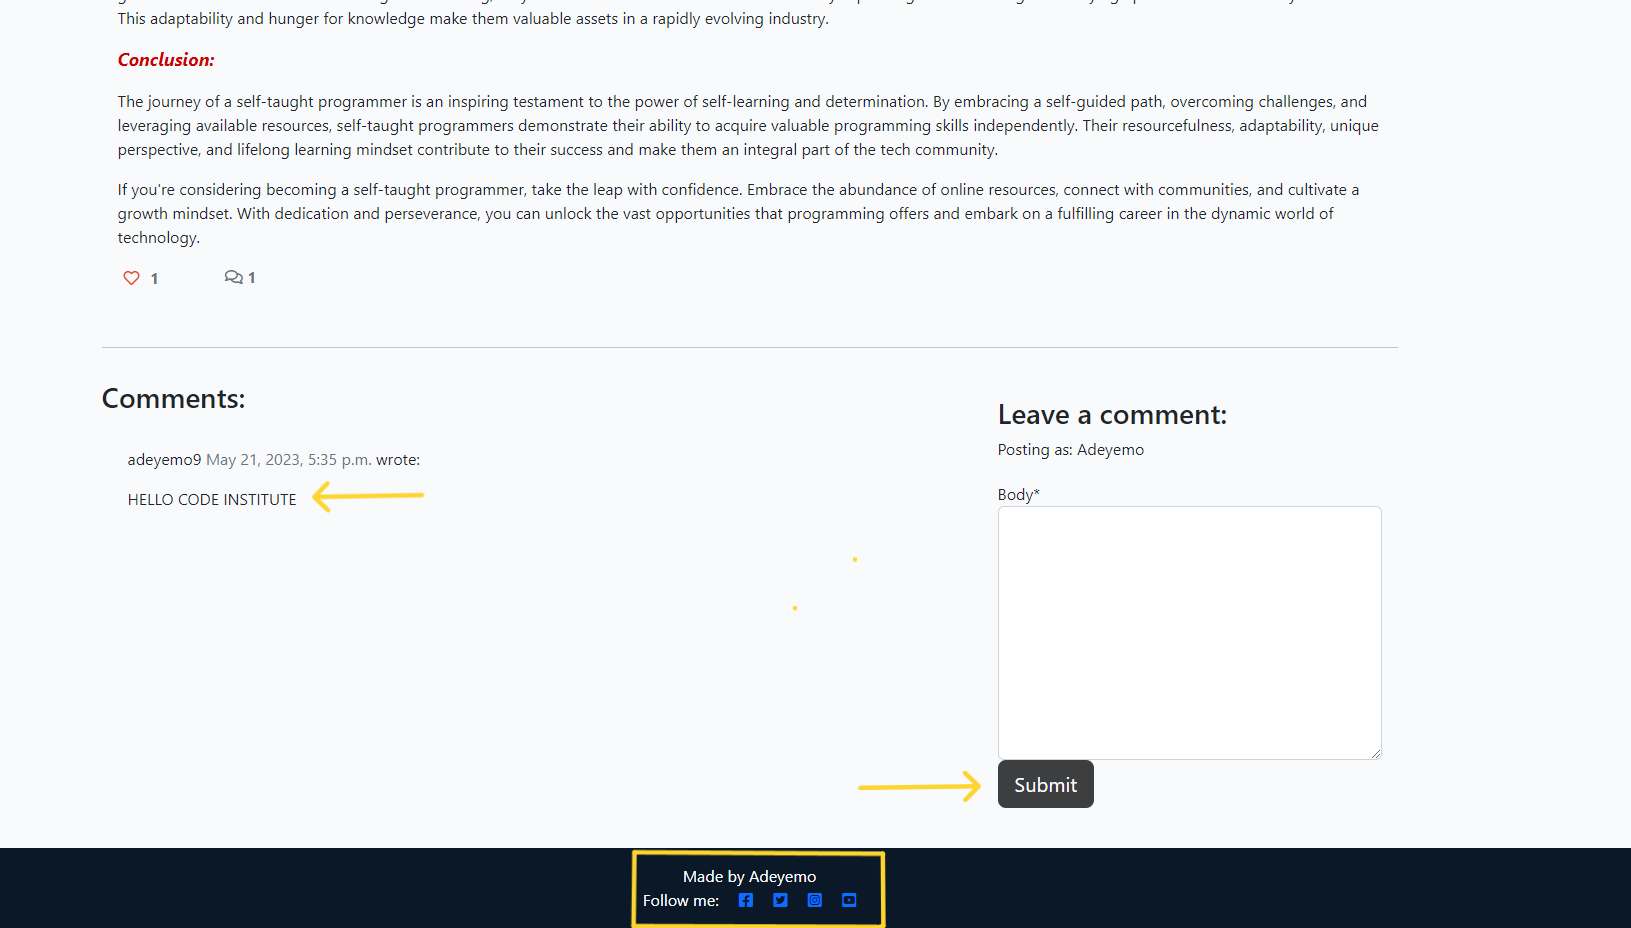 This adaptability and hunger for knowledge make them valuable assets in a rapidly evolving industry.
Conclusion:
The journey of a self-taught programmer is an inspiring testament to the power of self-learning and determination. By embracing a self-guided path, overcoming challenges, and
leveraging available resources, self-taught programmers demonstrate their ability to acquire valuable programming skills independently. Their resourcefulness, adaptability, unique
perspective, and lifelong learning mindset contribute to their success and make them an integral part of the tech community.
If you're considering becoming a self-taught programmer, take the leap with confidence. Embrace the abundance of online resources, connect with communities, and cultivate a
growth mindset. With dedication and perseverance, you can unlock the vast opportunities that programming offers and embark on a fulfilling career in the dynamic world of
technology.
1 1
Comments:
adeyemo9 May 21, 2023, 5:35 p.m. wrote:
HELLO CODE INSTITUTE
Leave a comment:
Posting as: Adeyemo
Body*
Submit
Made by Adeyemo
Follow me: